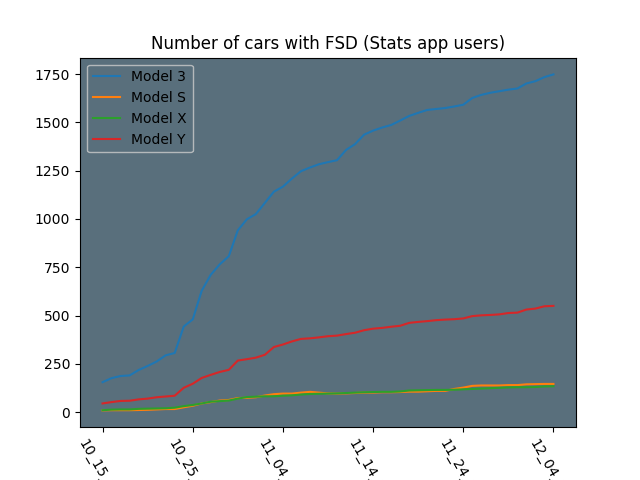 Number of cars with FSD (Stats app users)
Model 3
Model S
Model X
Model Y
1750
1500
1250
1000
750
500
250
0
10_15.
10_25.
11_04.
11_14.
11_24.
12_04.